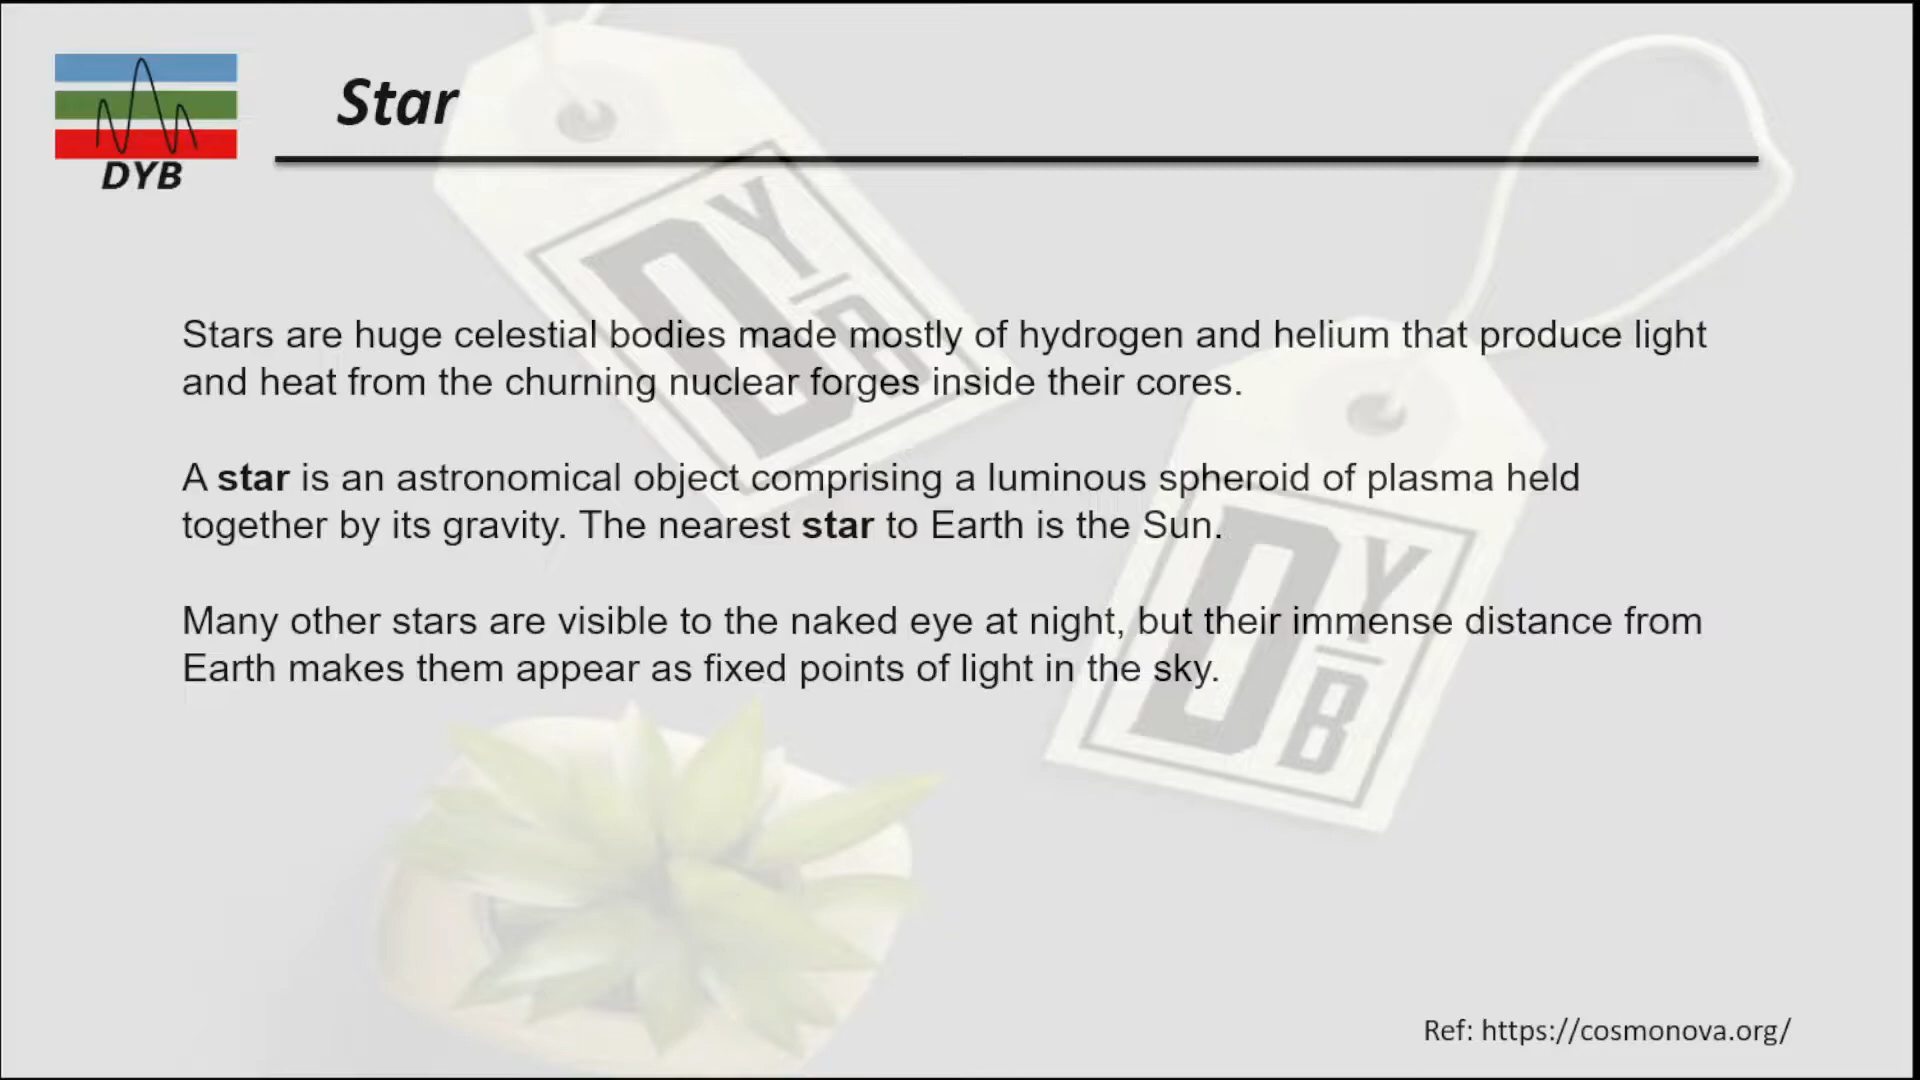 DYB
Star
Stars are huge celestial bodies made mostly of hydrogen and helium that produce light
and heat from the churning nuclear forges inside their cores.
A star is an astronomical object comprising a luminous spheroid of plasma held
together by its gravity. The nearest star to Earth is the Sun.
Many other stars are visible to the naked eye at night, but their immense distance from
Earth makes them appear as fixed points of light in the sky.
DYB
DYB
Ref: https://cosmonova.org/